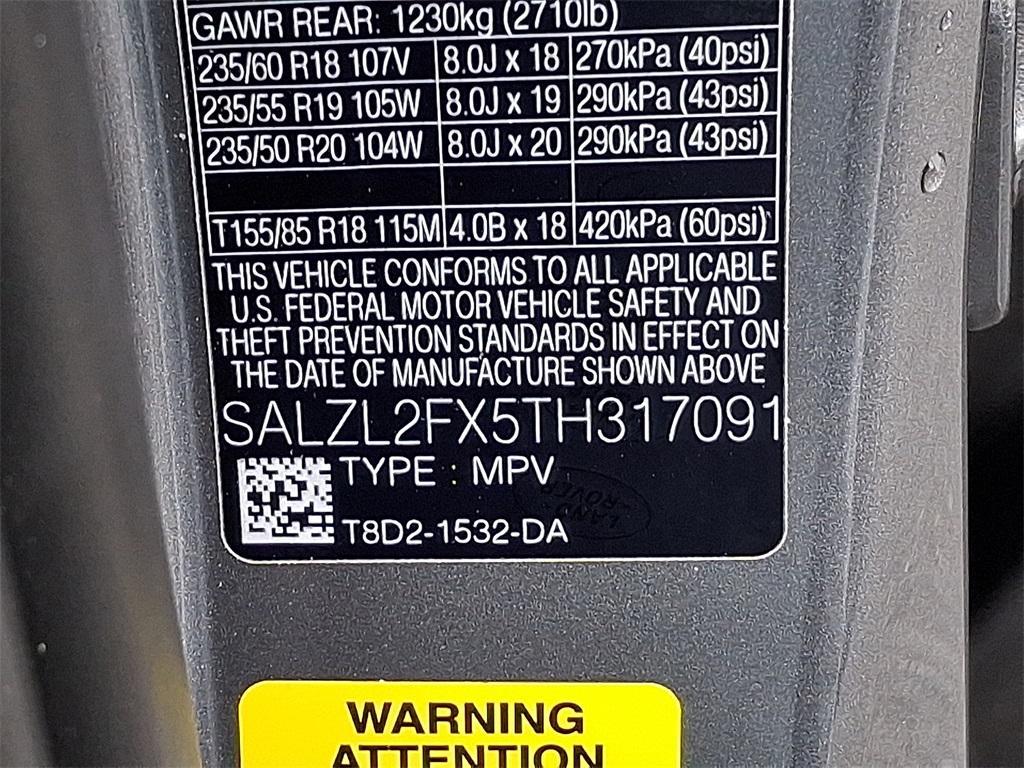 GAWR REAR: 1230kg (2710lb)
235/60 R18 107V 8.0J x 18 270kPa (40psi)
235/55 R19 105W 8.0J x 19 290kPa (43psi)
235/50 R20 104W 8.0J x 20 290kPa (43psi)
T155/85 R18 115M 4.0B x 18 420kPa (60psi)
THIS VEHICLE CONFORMS TO ALL APPLICABLE
U.S. FEDERAL MOTOR VEHICLE SAFETY AND
THEFT PREVENTION STANDARDS IN EFFECT ON
THE DATE OF MANUFACTURE SHOWN ABOVE
SALZL2FX5TH317091
TYPE : MPV
LAND
ROVER
T8D2-1532-DA
WARNING
ATTENTION